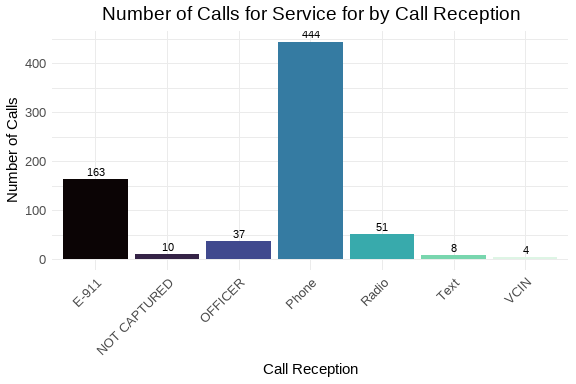 Number of Calls for Service for by Call Reception
Number of Calls
400
300
200
100
0
163
10
37
444
51
8
4
E-911
NOT CAPTURED
OFFICER
Phone
Radio
Text
VCIN
Call Reception